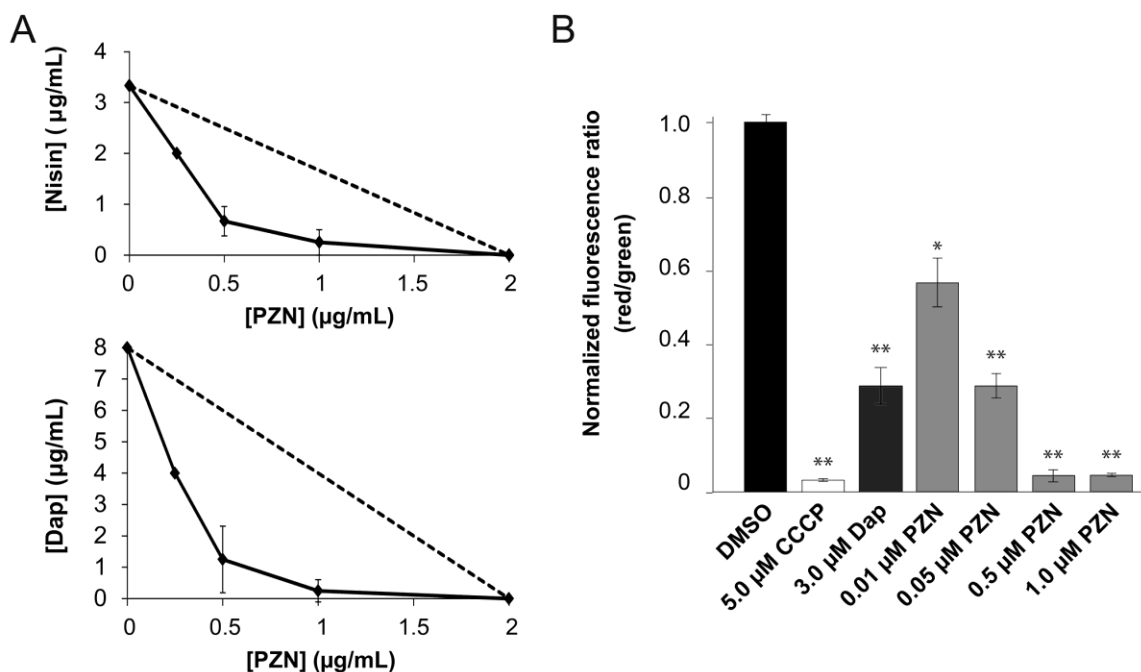 A
[Nisin] ( µg/mL)
4
3
2
1
0
0
0.5
1
1.5
2
[PZN] (µg/mL)
[Dap] (µg/mL)
8
7
6
5
4
3
2
1
0
0
0.5
1
1.5
2
[PZN] (µg/mL)
B
Normalized fluorescence ratio
(red/green)
1.0
0.8
0.6
0.4
0.2
0
**
**
*
**
**
**
DMSO
5.0 µM CCCP
3.0 µM Dap
0.01 µM PZN
0.05 µM PZN
0.5 µM PZN
1.0 µM PZN